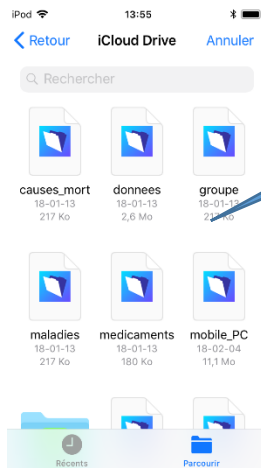 iPod 13:55
Retour iCloud Drive Annuler
Rechercher
causes_mort donnees groupe
18-01-13 18-01-13 18-01-13
217 Ko 2,6 Mo 217 Ko
maladies medicaments mobile_PC
18-01-13 18-01-13 18-02-04
217 Ko 180 Ko 11,1 Mo
Récents Parcourir